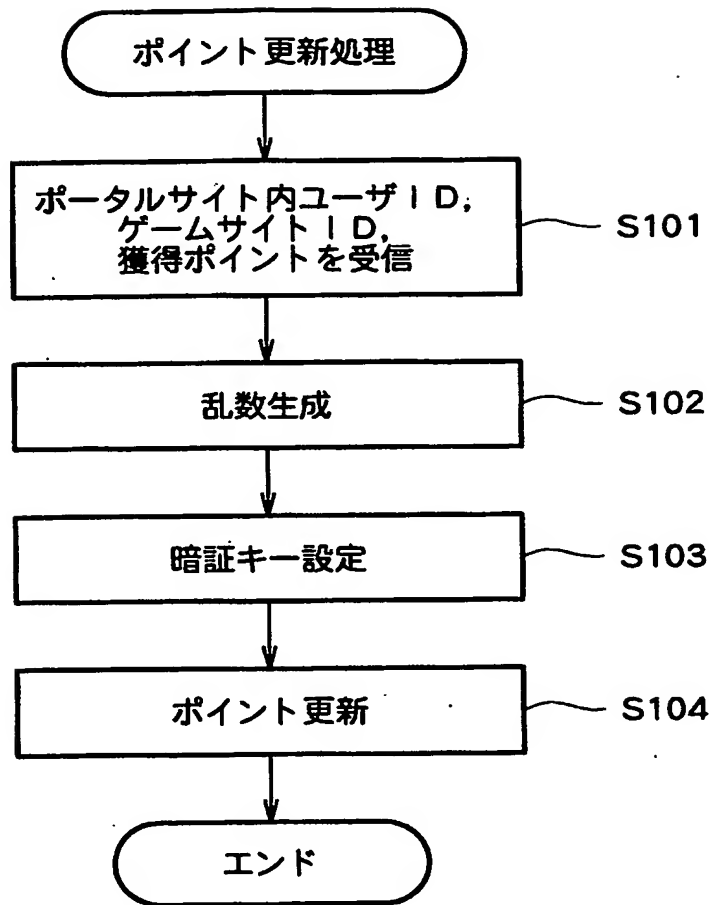 ポイント更新処理
ポータルサイト内ユーザID,
ゲームサイトID,
獲得ポイントを受信
S101
乱数生成
S102
暗証キー設定
S103
ポイント更新
S104
エンド